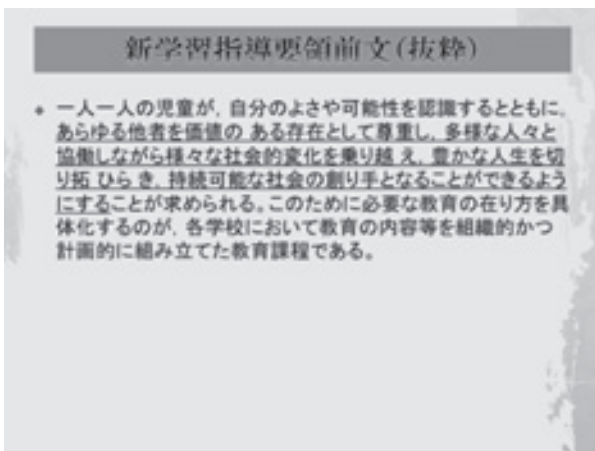 新学習指導要領前文(抜粋)
一人一人の児童が,自分のよさや可能性を認識するとともに,
あらゆる他者を価値の ある存在として尊重し,多様な人々と
協働しながら様々な社会的変化を乗り越 え,豊かな人生を切
り拓 ひら き,持続可能な社会の創り手となることができるよう
にすることが求められる。このために必要な教育の在り方を具
体化するのが,各学校において教育の内容等を組織的かつ
計画的に組み立てた教育課程である。